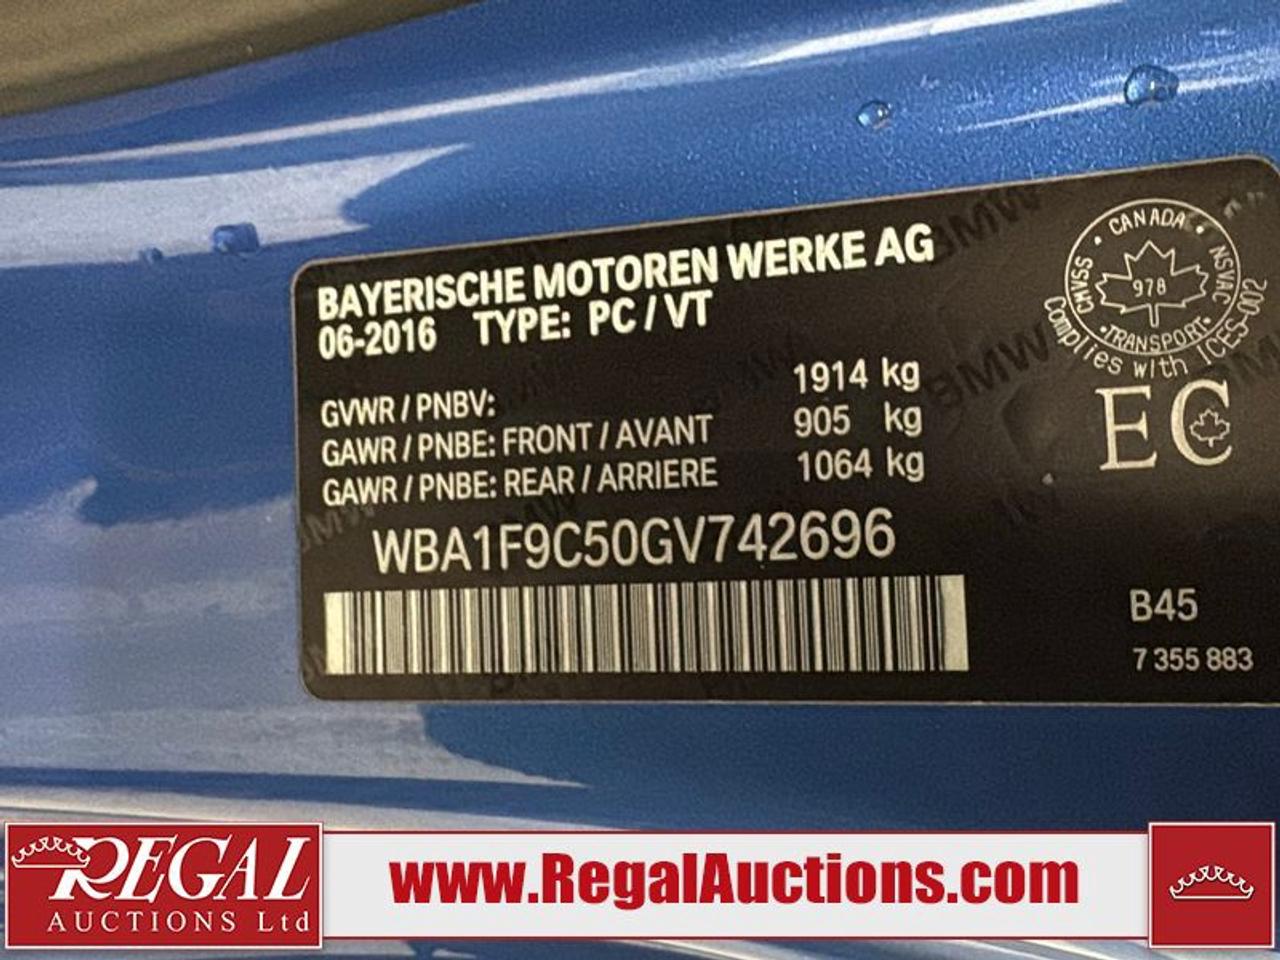 BAYERISCHE MOTOREN WERKE AG
06-2016 TYPE: PC / VT
GVWR / PNBV: 1914 kg
GAWR / PNBE: FRONT / AVANT 905 kg
GAWR / PNBE: REAR / ARRIERE 1064 kg
WBA1F9C50GV742696
CANADA
CMVSS
978
NSVAC
TRANSPORT
Complies with ICES-002
EC
B45
7 355 883
BMW
BMW
REGAL
AUCTIONS Ltd
www.RegalAuctions.com